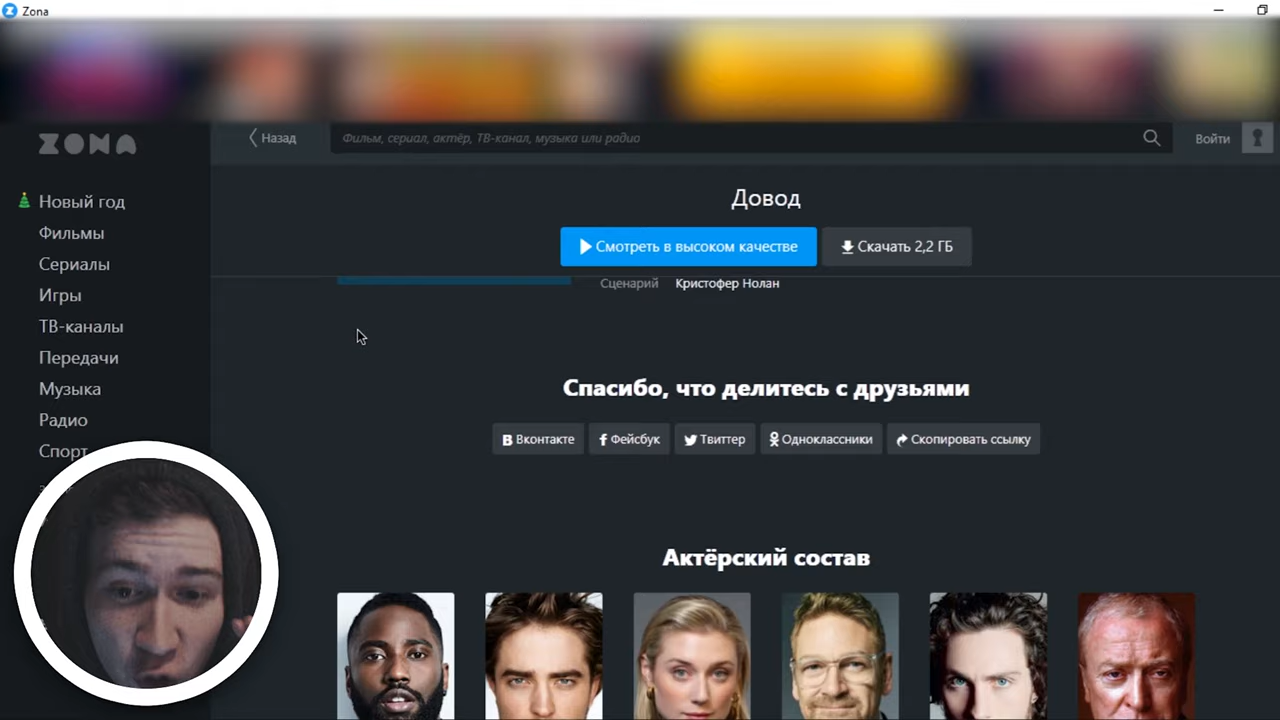 Zona
ZONA
Назад
Фильм, сериал, актёр, ТВ-канал, музыка или радио
Войти
Новый год
Фильмы
Сериалы
Игры
ТВ-каналы
Передачи
Музыка
Радио
Спорт
Довод
Смотреть в высоком качестве
Скачать 2,2 ГБ
Сценарий Кристофер Нолан
Спасибо, что делитесь с друзьями
Вконтакте Фейсбук Твиттер Одноклассники Скопировать ссылку
Актёрский состав